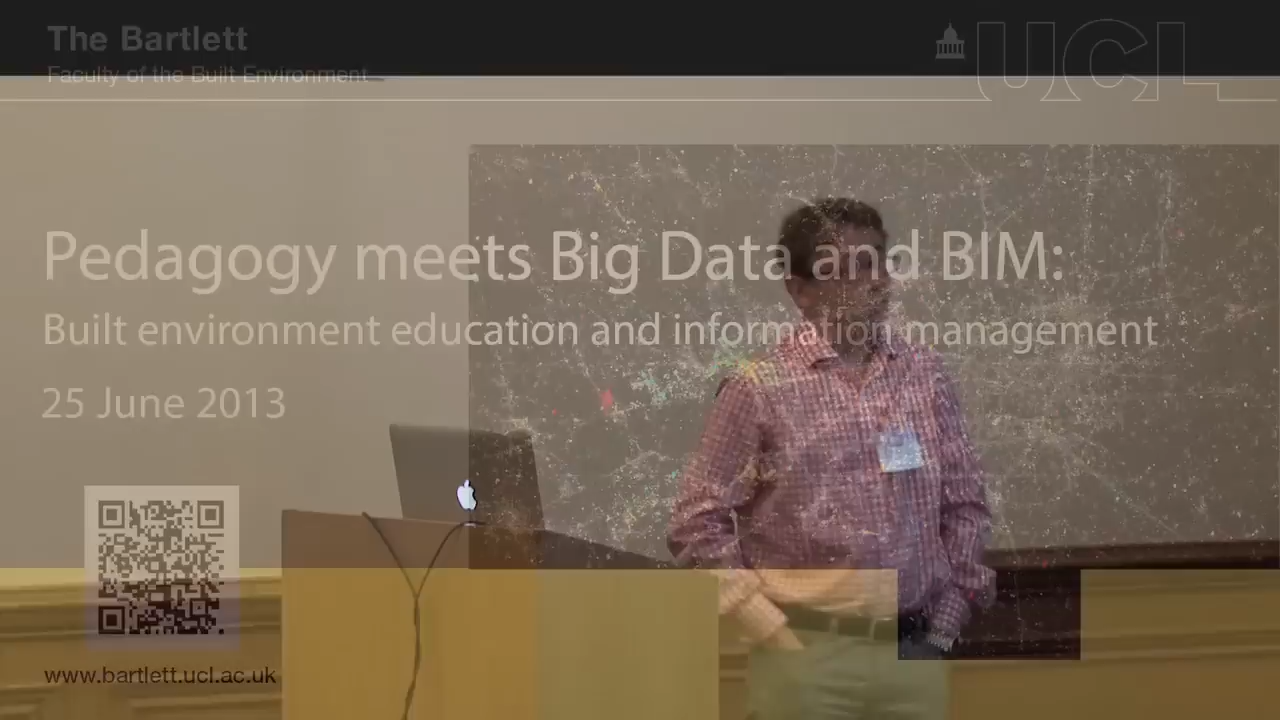 The Bartlett
Faculty of the Built Environment
UCL
Pedagogy meets Big Data and BIM:
Built environment education and information management
25 June 2013
www.bartlett.ucl.ac.uk